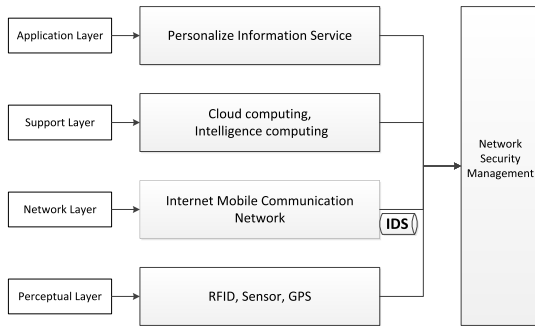 Application Layer
Personalize Information Service
Support Layer
Cloud computing,
Intelligence computing
Network
Security
Management
Network Layer
Internet Mobile Communication
Network
IDS
Perceptual Layer
RFID, Sensor, GPS